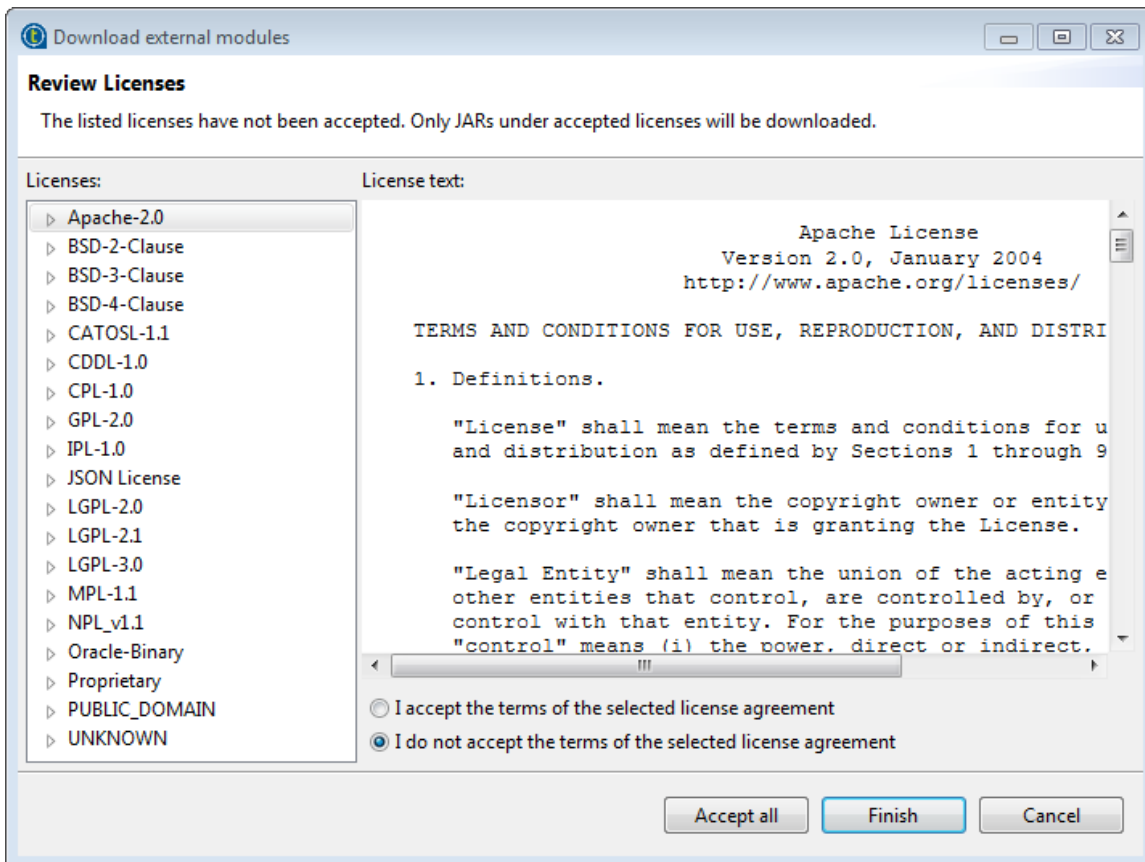 Download external modules
Review Licenses
The listed licenses have not been accepted. Only JARs under accepted licenses will be downloaded.
Licenses:
Apache-2.0
BSD-2-Clause
BSD-3-Clause
BSD-4-Clause
CATOSL-1.1
CDDL-1.0
CPL-1.0
GPL-2.0
IPL-1.0
JSON License
LGPL-2.0
LGPL-2.1
LGPL-3.0
MPL-1.1
NPL_v1.1
Oracle-Binary
Proprietary
PUBLIC_DOMAIN
UNKNOWN
License text:
Apache License
Version 2.0, January 2004
http://www.apache.org/licenses/
TERMS AND CONDITIONS FOR USE, REPRODUCTION, AND DISTRI
1. Definitions.
"License" shall mean the terms and conditions for u
and distribution as defined by Sections 1 through 9
"Licensor" shall mean the copyright owner or entity
the copyright owner that is granting the License.
"Legal Entity" shall mean the union of the acting e
other entities that control, are controlled by, or
control with that entity. For the purposes of this
"control" means (i) the power, direct or indirect,
I accept the terms of the selected license agreement
I do not accept the terms of the selected license agreement
Accept all
Finish
Cancel